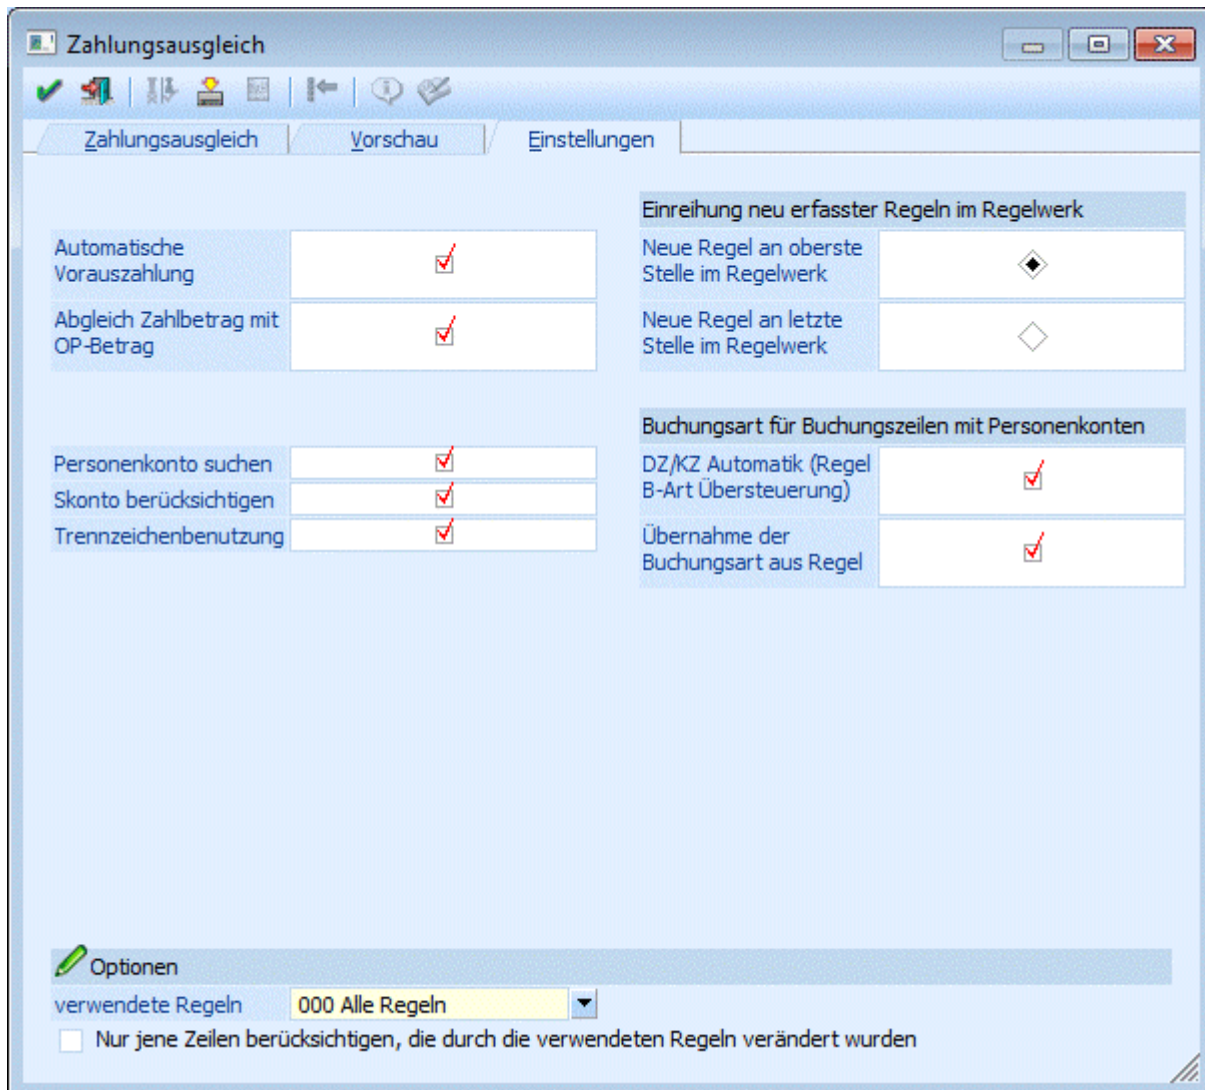 Zahlungsausgleich
Zahlungsausgleich
Vorschau
Einstellungen
Automatische
Vorauszahlung
Abgleich Zahlbetrag mit
OP-Betrag
Personenkonto suchen
Skonto berücksichtigen
Trennzeichenbenutzung
Einreihung neu erfasster Regeln im Regelwerk
Neue Regel an oberste
Stelle im Regelwerk
Neue Regel an letzte
Stelle im Regelwerk
Buchungsart für Buchungszeilen mit Personenkonten
DZ/KZ Automatik (Regel
B-Art Übersteuerung)
Übernahme der
Buchungsart aus Regel
Optionen
verwendete Regeln
000 Alle Regeln
Nur jene Zeilen berücksichtigen, die durch die verwendeten Regeln verändert wurden